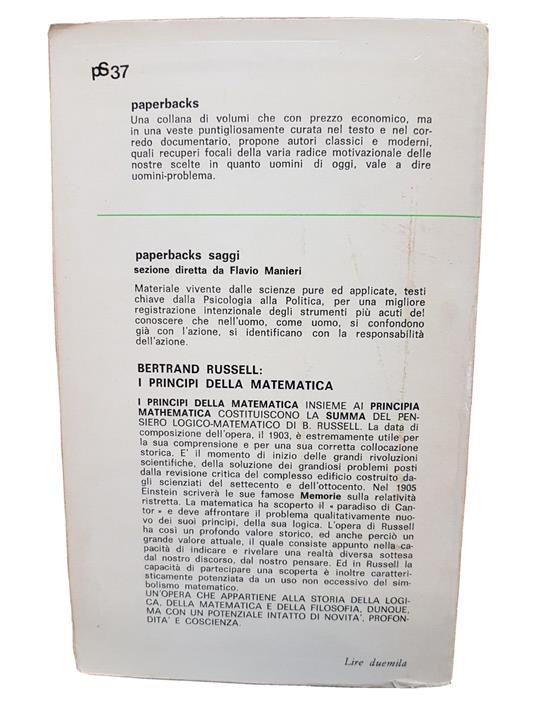 pS37
paperbacks
Una collana di volumi che con prezzo economico, ma
in una veste puntigliosamente curata nel testo e nel cor-
redo documentario, propone autori classici e moderni,
quali recuperi focali della varia radice motivazionale delle
nostre scelte in quanto uomini di oggi, vale a dire
uomini-problema.
paperbacks saggi
sezione diretta da Flavio Manieri
Materiale vivente dalle scienze pure ed applicate, testi
chiave dalla Psicologia alla Politica, per una migliore
registrazione intenzionale degli strumenti più acuti del
conoscere che nell'uomo, come uomo, si confondono
già con l'azione, si identificano con la responsabilità
dell'azione.
BERTRAND RUSSELL:
I PRINCIPI DELLA MATEMATICA
I PRINCIPI DELLA MATEMATICA INSIEME AI PRINCIPIA
MATHEMATICA COSTITUISCONO LA SUMMA DEL PEN-
SIERO LOGICO-MATEMATICO DI B. RUSSELL. La data di
composizione dell'opera, il 1903, è estremamente utile per
la sua comprensione e per una sua corretta collocazione
storica. E' il momento di inizio delle grandi rivoluzioni
scientifiche, della soluzione dei grandiosi problemi posti
dalla revisione critica del complesso edificio costruito da-
gli scienziati del settecento e dell'ottocento. Nel 1905
Einstein scriverà le sue famose Memorie sulla relatività
ristretta. La matematica ha scoperto il « paradiso di Can-
tor » e deve affrontare il problema qualitativamente nuo-
vo dei suoi principi, della sua logica. L'opera di Russell
ha così un profondo valore storico, ed anche perciò un
grande valore attuale, il quale consiste appunto nella ca-
pacità di indicare e rivelare una realtà diversa sottesa
dal nostro discorso, dal nostro pensare. Ed in Russell la
capacità di partecipare una scoperta è inoltre caratteri-
sticamente potenziata da un uso non eccessivo del sim-
bolismo matematico.
UN'OPERA CHE APPARTIENE ALLA STORIA DELLA LOGI-
CA, DELLA MATEMATICA E DELLA FILOSOFIA, DUNQUE,
MA CON UN POTENZIALE INTATTO DI NOVITA', PROFON-
DITA' E COSCIENZA.
Lire duemila